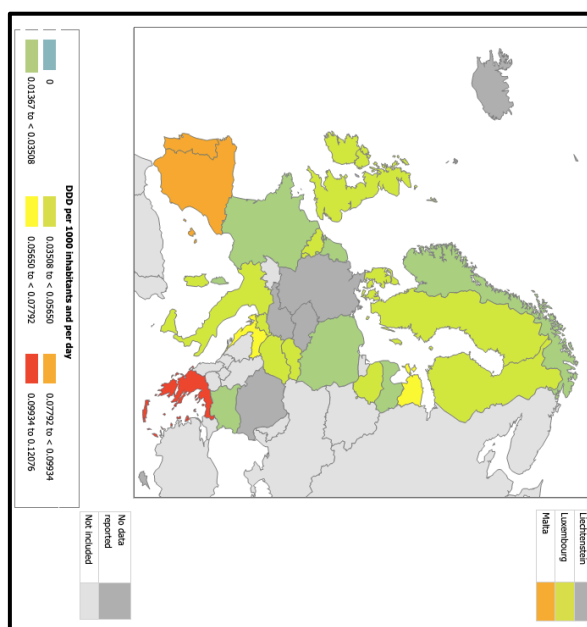 Liechtenstein
Luxembourg
Malta
No data
reported
Not included
DDD per 1000 inhabitants and per day
0
0.03508 to < 0.05650
0.07792 to < 0.09934
0.01367 to < 0.03508
0.05650 to < 0.07792
0.09934 to 0.12076